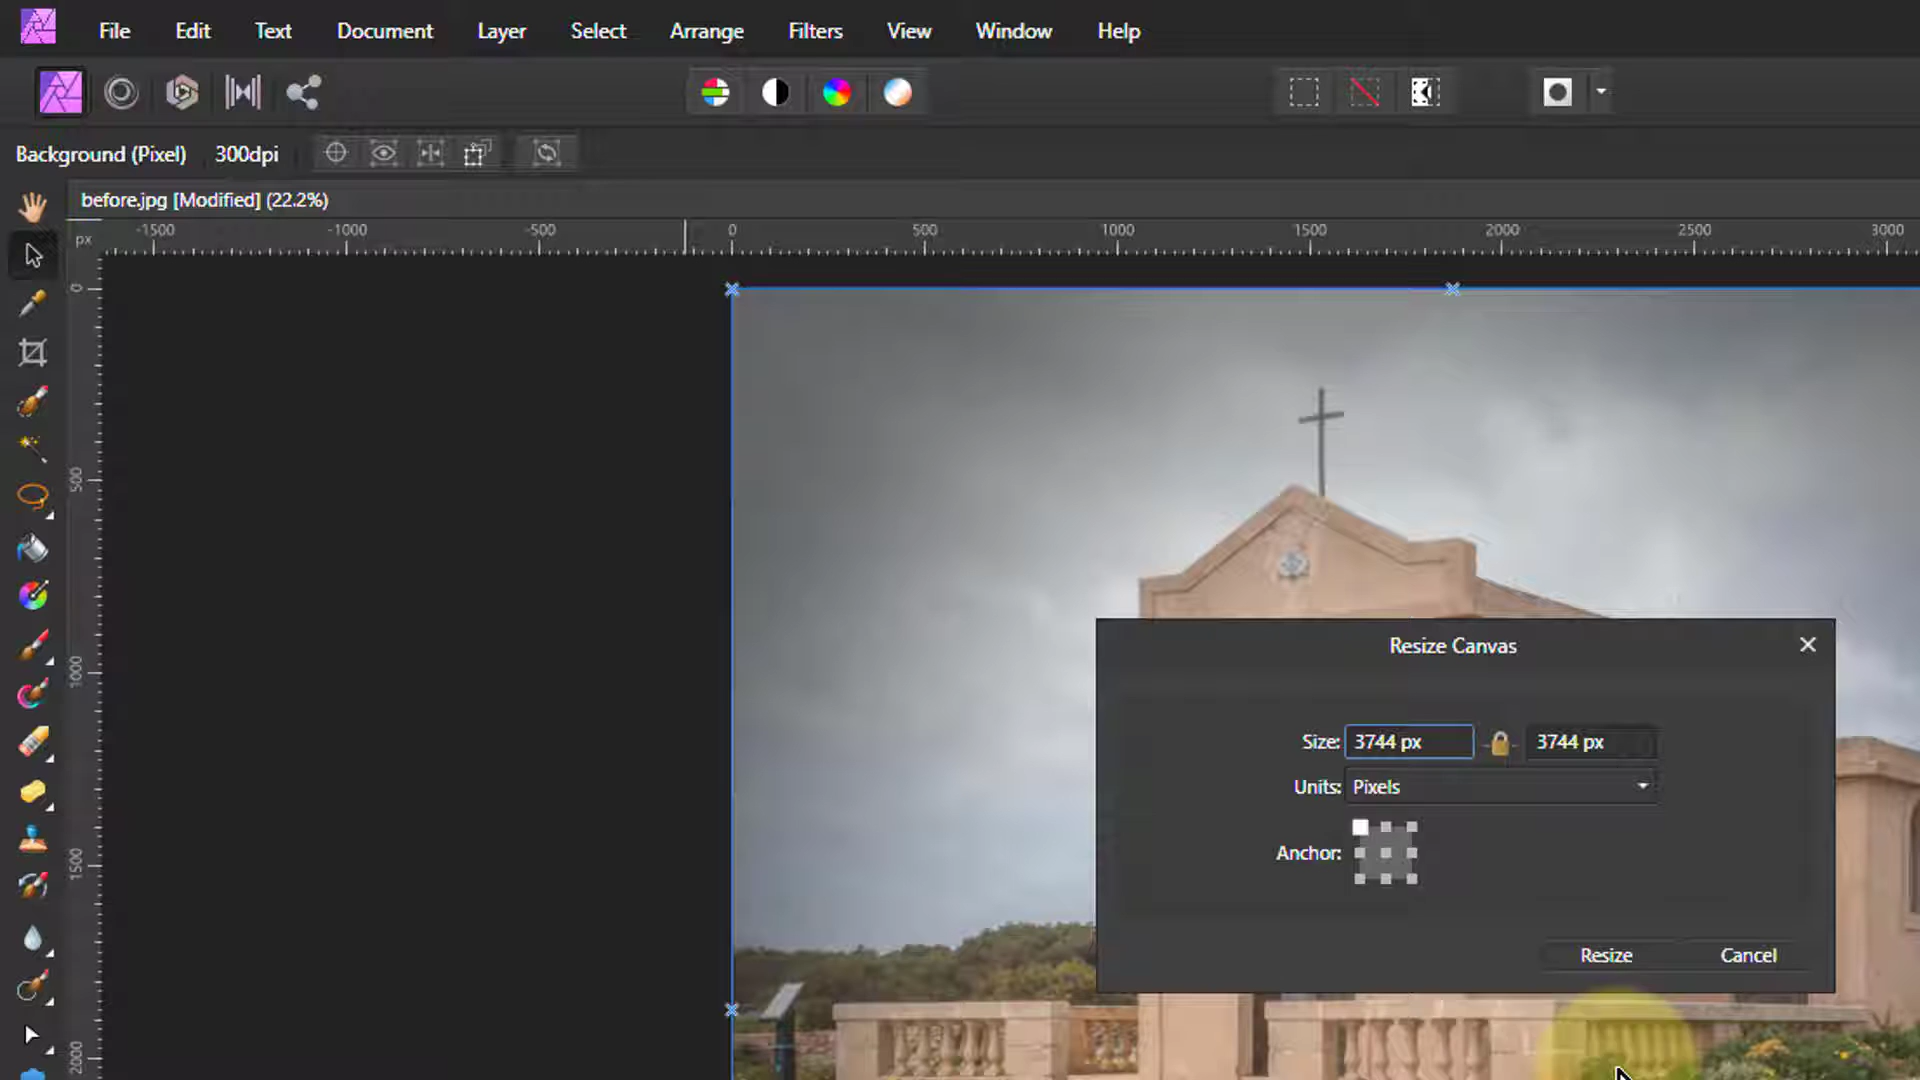 File Edit Text Document Layer Select Arrange Filters View Window Help
Background (Pixel) 300dpi
before.jpg [Modified] (22.2%)
px -1500 -1000 -500 0 500 1000 1500 2000 2500 3000
0
500
1000
1500
2000
Resize Canvas
Size: 3744 px 3744 px
Units: Pixels
Anchor:
Resize Cancel